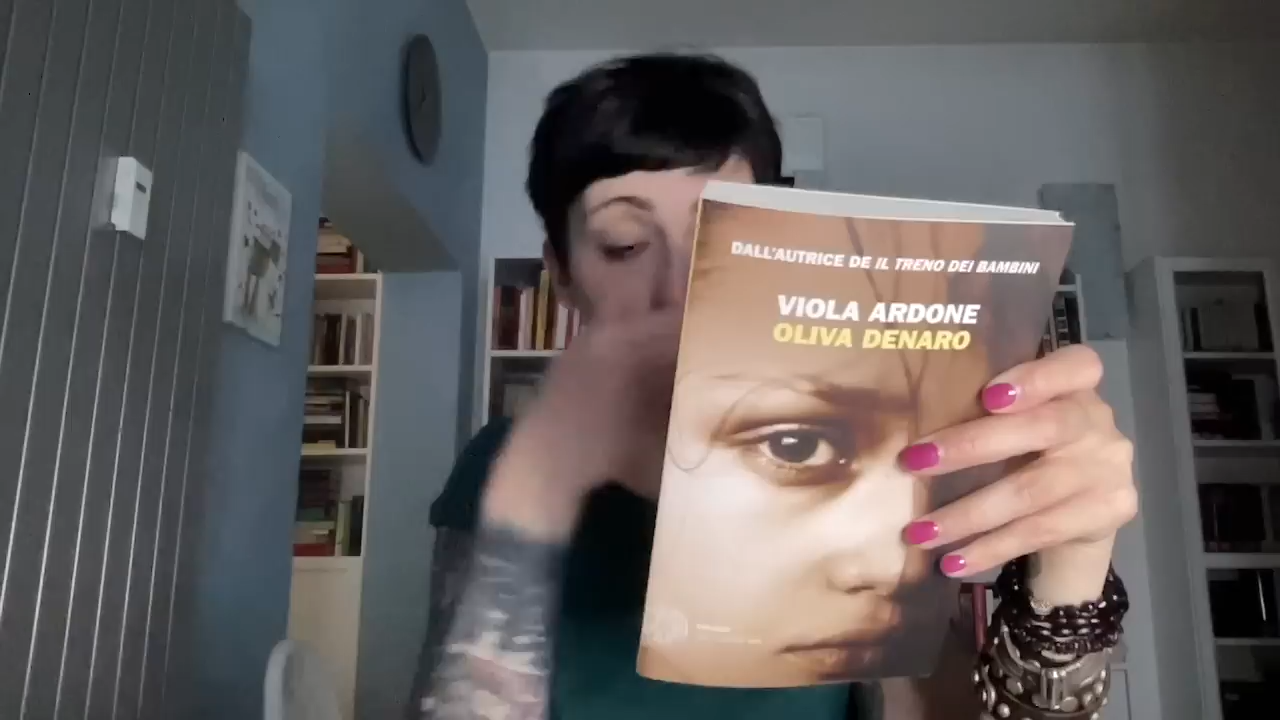 DALL'AUTRICE DE IL TRENO DEI BAMBINI
VIOLA ARDONE
OLIVA DENARO